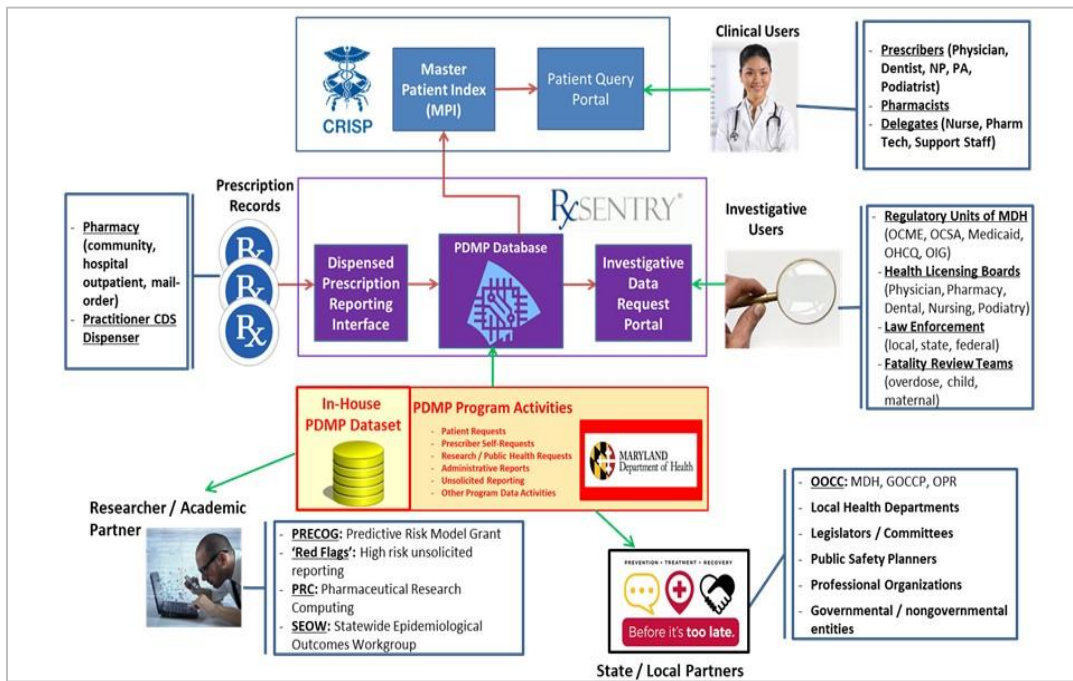 CRISP
Master
Patient Index
(MPI)
Patient Query
Portal
Clinical Users
- Prescribers (Physician,
Dentist, NP, PA,
Podiatrist)
- Pharmacists
- Delegates (Nurse, Pharm
Tech, Support Staff)
Prescription
Records
- Pharmacy
(community,
hospital
outpatient, mail-
order)
- Practitioner CDS
Dispenser
Rx
Rx
Rx
RxSENTRY®
Dispensed
Prescription
Reporting
Interface
PDMP Database
Investigative
Data
Request
Portal
Investigative
Users
- Regulatory Units of MDH
(OCME, OCSA, Medicaid,
OHCQ, OIG)
- Health Licensing Boards
(Physician, Pharmacy,
Dental, Nursing, Podiatry)
- Law Enforcement
(local, state, federal)
- Fatality Review Teams
(overdose, child,
maternal)
In-House
PDMP Dataset
PDMP Program Activities
- Patient Requests
- Prescriber Self-Requests
- Research / Public Health Requests
- Administrative Reports
- Unsolicited Reporting
- Other Program Data Activities
MARYLAND
Department of Health
Researcher / Academic
Partner
- PRECOG: Predictive Risk Model Grant
- 'Red Flags': High risk unsolicited
reporting
- PRC: Pharmaceutical Research
Computing
- SEOW: Statewide Epidemiological
Outcomes Workgroup
PREVENTION • TREATMENT • RECOVERY
Before it's too late.
State / Local Partners
- OOCC: MDH, GOCCP, OPR
- Local Health Departments
- Legislators / Committees
- Public Safety Planners
- Professional Organizations
- Governmental / nongovernmental
entities